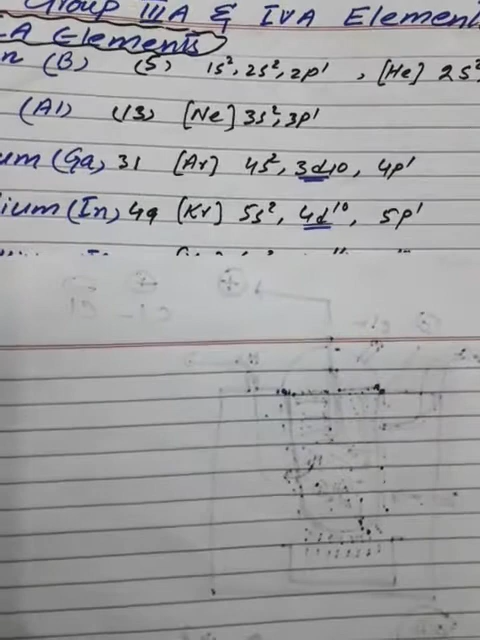 Group IIIA & IVA Elements
A Elements
n (B) (5) 1s², 2s², 2p¹, [He] 2s²
(Al) (13) [Ne] 3s², 3p¹
um (Ga) 31 [Ar] 4s², 3d10, 4p¹
ium (In) 49 [Kr] 5s², 4d¹⁰, 5p¹